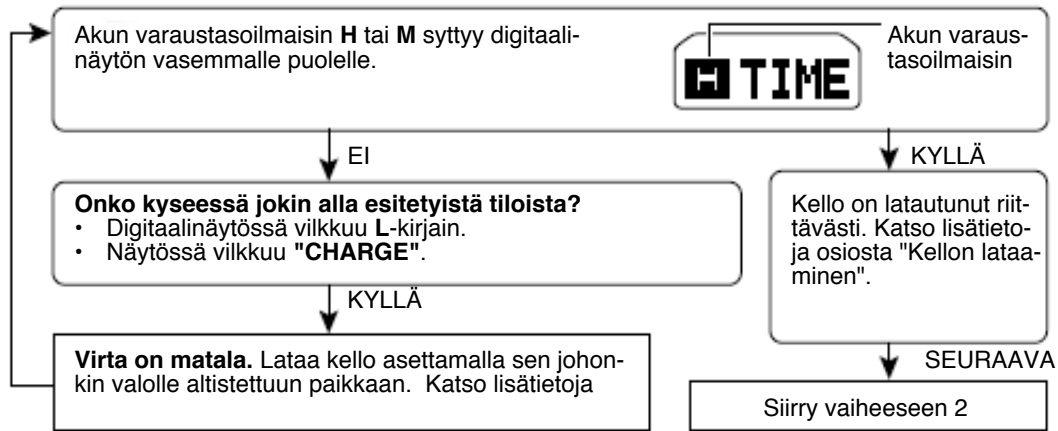 Akun varaustasoilmaisin H tai M syttyy digitaali-
näytön vasemmalle puolelle.
H TIME
Akun varaus-
tasoilmaisin
EI
KYLLÄ
Onko kyseessä jokin alla esitetyistä tiloista?
• Digitaalinäytössä vilkkuu L-kirjain.
• Näytössä vilkkuu "CHARGE".
Kello on latautunut riit-
tävästi. Katso lisätieto-
ja osiosta "Kellon lataa-
minen".
KYLLÄ
Virta on matala. Lataa kello asettamalla sen johon-
kin valolle altistettuun paikkaan. Katso lisätietoja
SEURAAVA
Siirry vaiheeseen 2